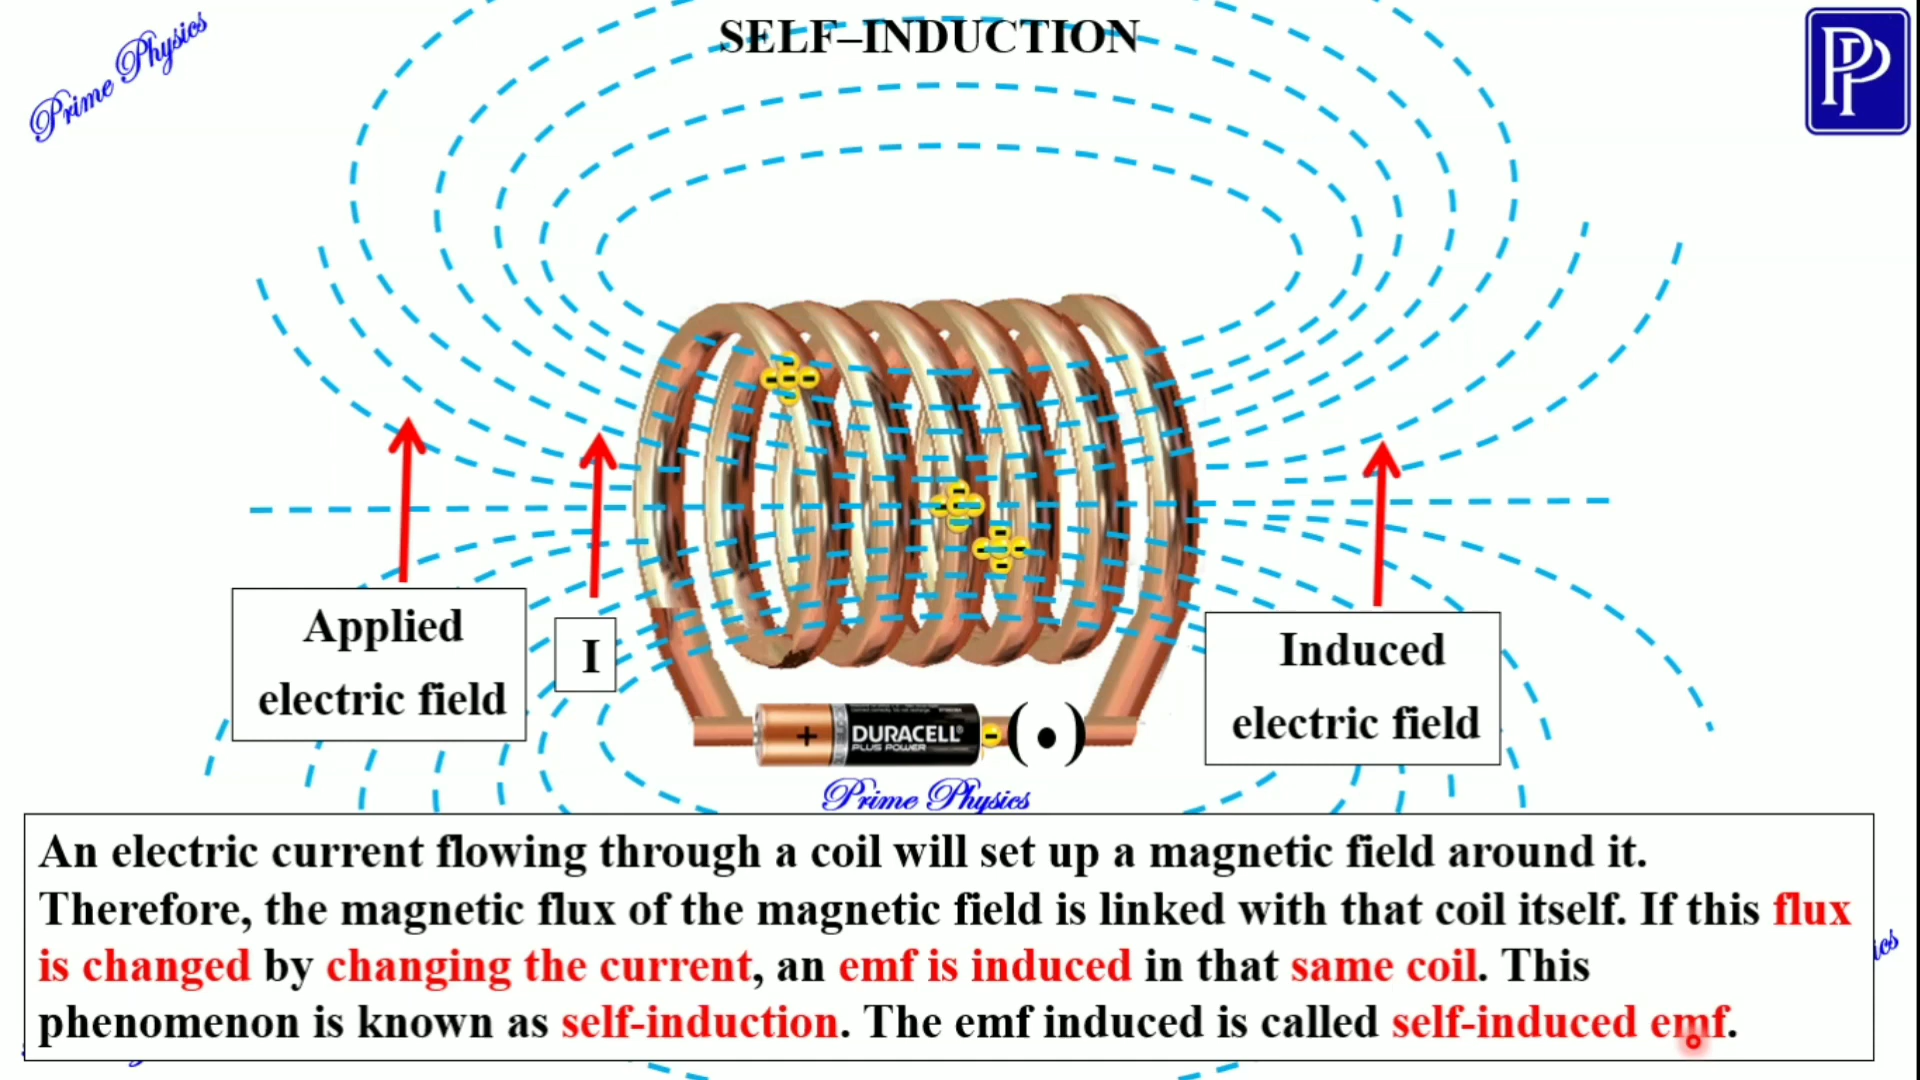 Prime Physics
SELF–INDUCTION
PP
Applied
electric field
I
Induced
electric field
+
DURACELL®
PLUS POWER
-
(•)
Prime Physics
An electric current flowing through a coil will set up a magnetic field around it.
Therefore, the magnetic flux of the magnetic field is linked with that coil itself. If this flux
is changed by changing the current, an emf is induced in that same coil. This
phenomenon is known as self-induction. The emf induced is called self-induced emf.
ics